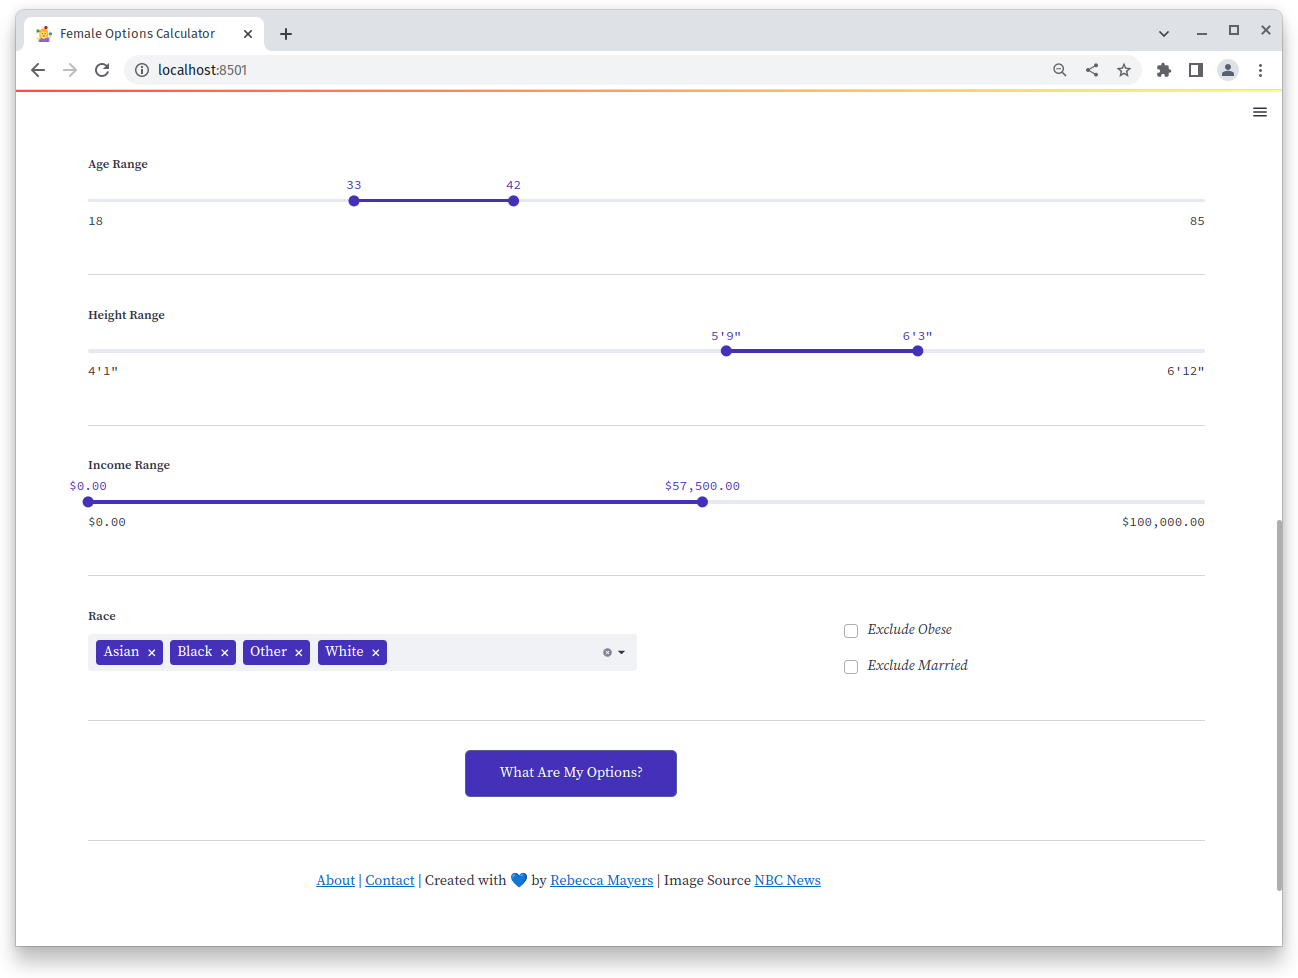 Female Options Calculator
localhost:8501
Age Range
33 42
18 85
Height Range
5'9" 6'3"
4'1" 6'12"
Income Range
$0.00 $57,500.00
$0.00 $100,000.00
Race
Asian Black Other White
Exclude Obese
Exclude Married
What Are My Options?
About | Contact | Created with 💙 by Rebecca Mayers | Image Source NBC News